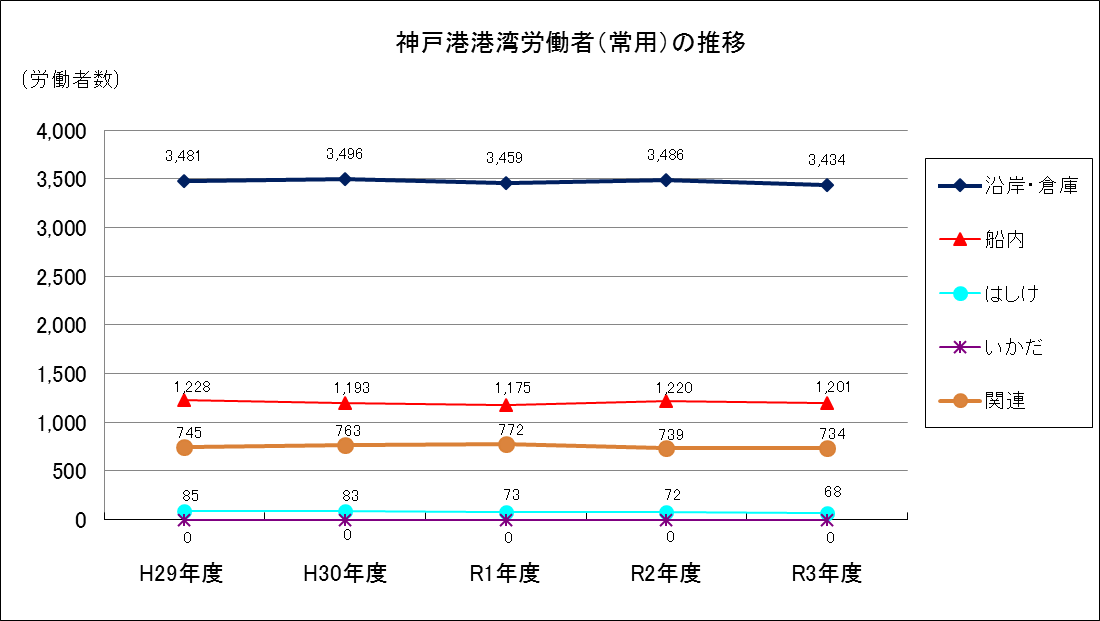 神戸港港湾労働者(常用)の推移
(労働者数)
4,000
3,500
3,000
2,500
2,000
1,500
1,000
500
0
3,481 3,496 3,459 3,486 3,434
1,228 1,193 1,175 1,220 1,201
745 763 772 739 734
85 83 73 72 68
0 0 0 0 0
H29年度 H30年度 R1年度 R2年度 R3年度
沿岸・倉庫
船内
はしけ
いかだ
関連